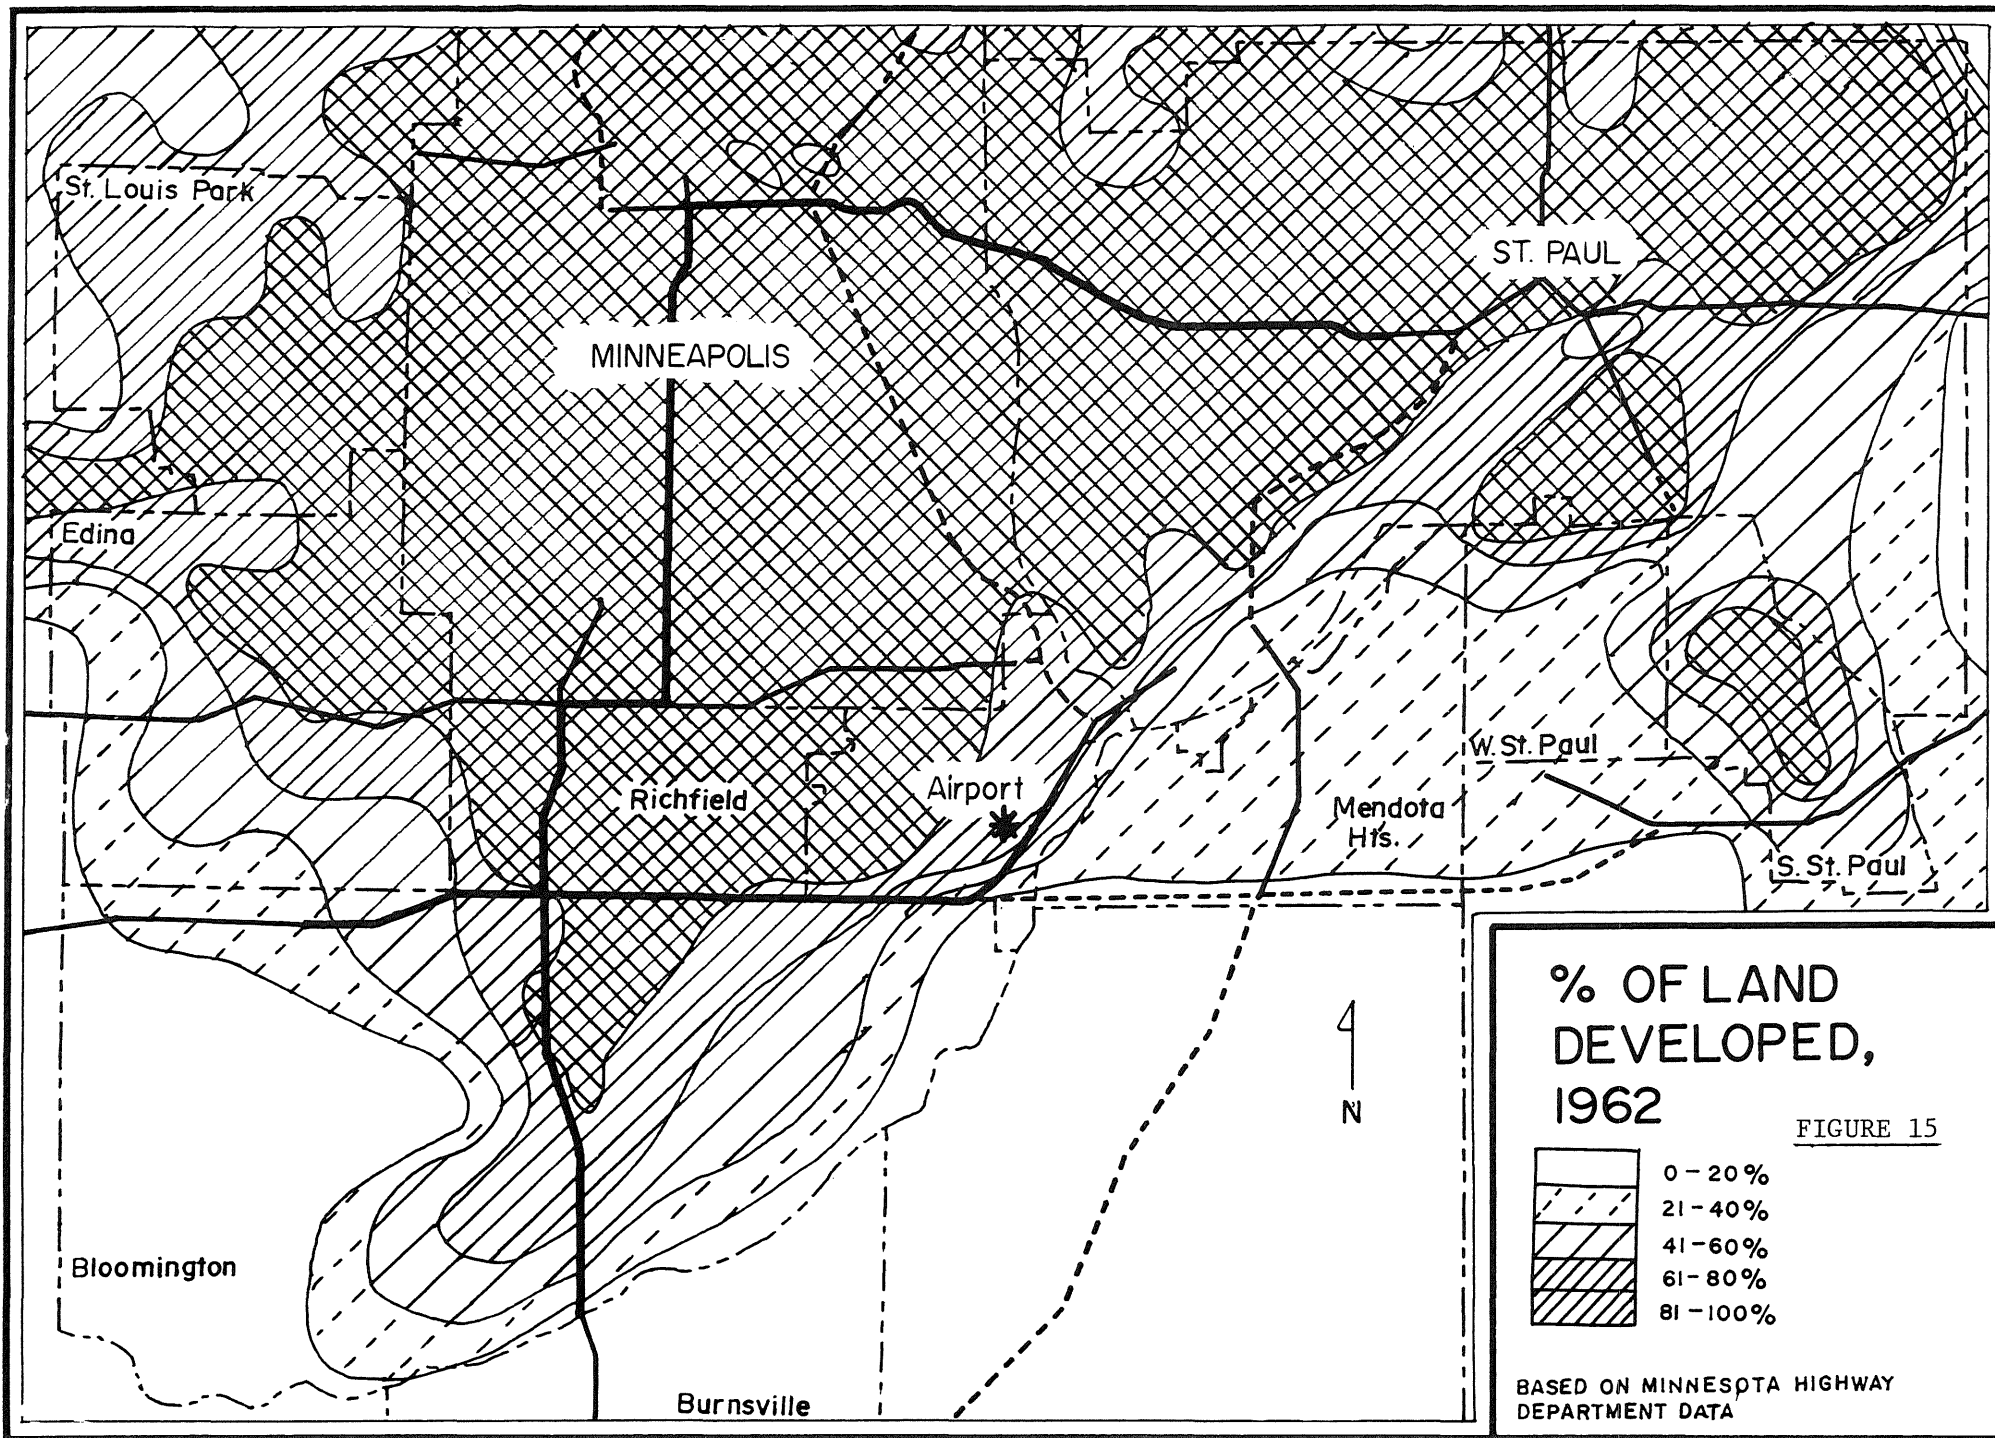 St. Louis Park
ST. PAUL
MINNEAPOLIS
Edina
W. St. Paul
Richfield
Airport
Mendota
Hts.
S. St. Paul
Bloomington
Burnsville
N
% OF LAND
DEVELOPED,
1962
FIGURE 15
0-20%
21-40%
41-60%
61-80%
81-100%
BASED ON MINNESOTA HIGHWAY
DEPARTMENT DATA